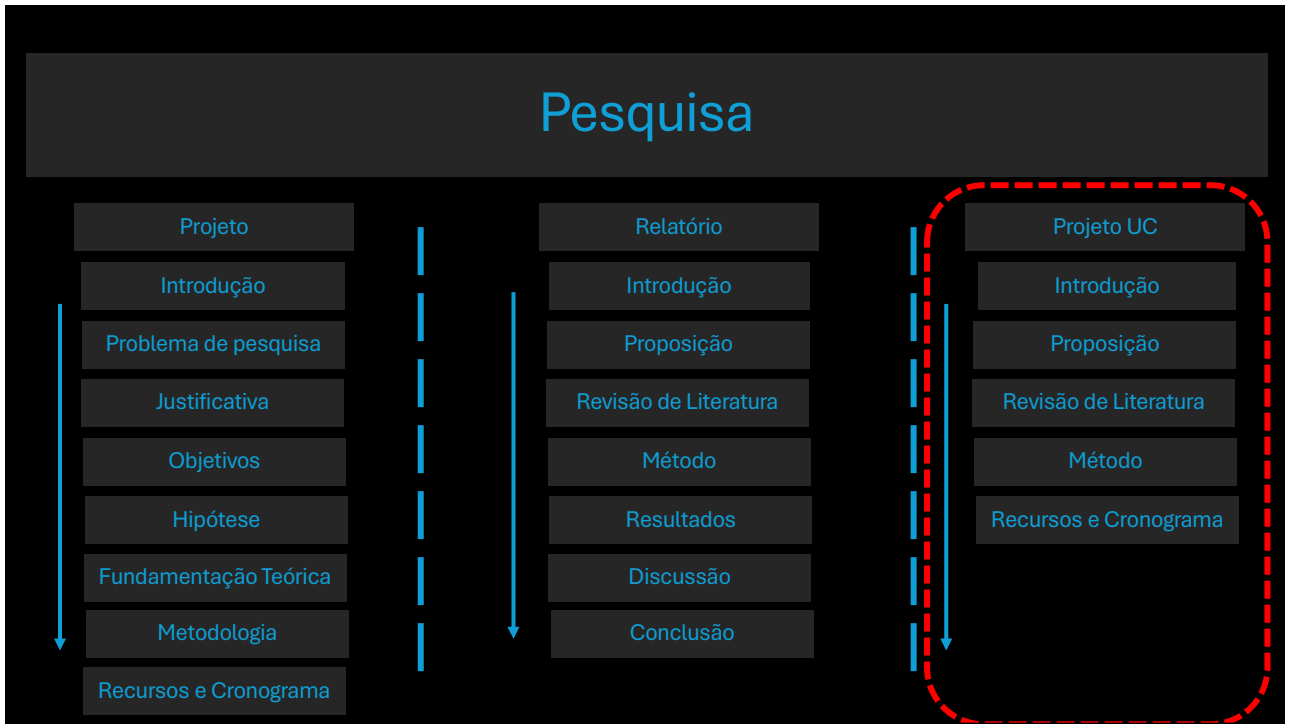 Pesquisa
Projeto
Introdução
Problema de pesquisa
Justificativa
Objetivos
Hipótese
Fundamentação Teórica
Metodologia
Recursos e Cronograma
Relatório
Introdução
Proposição
Revisão de Literatura
Método
Resultados
Discussão
Conclusão
Projeto UC
Introdução
Proposição
Revisão de Literatura
Método
Recursos e Cronograma